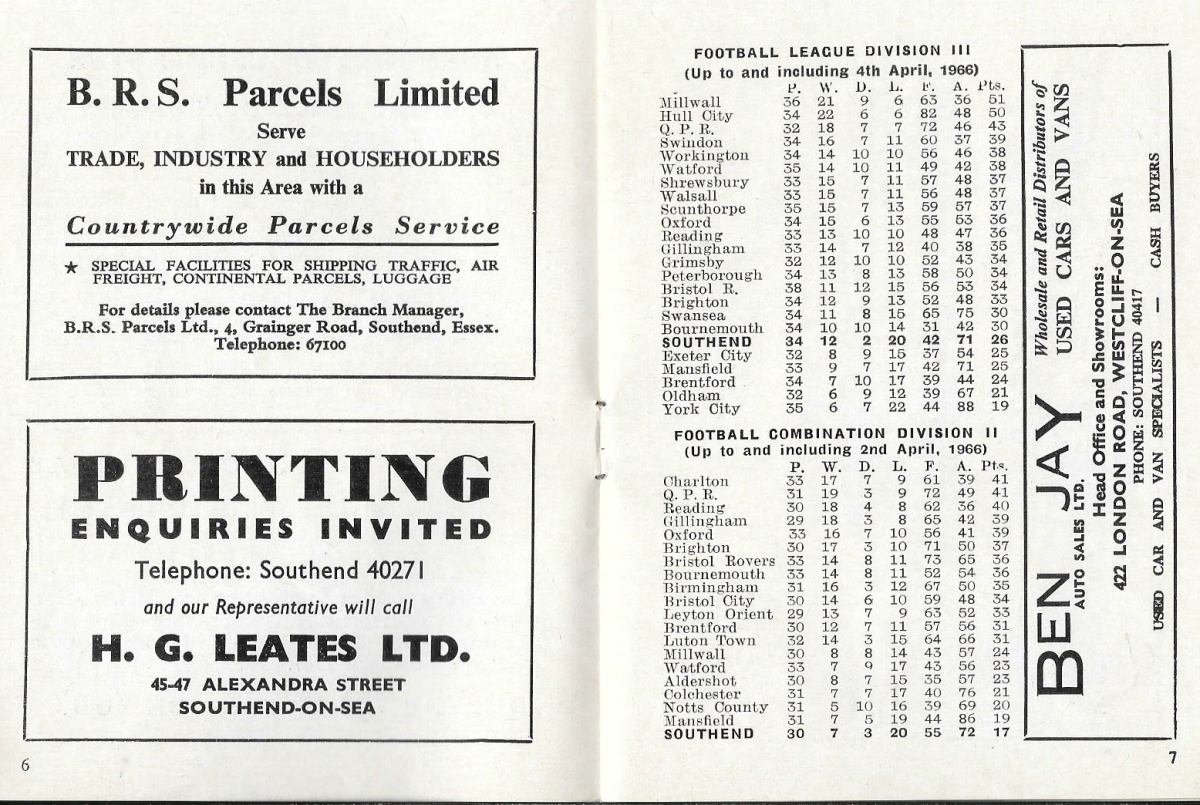 B. R. S. Parcels Limited
Serve
TRADE, INDUSTRY and HOUSEHOLDERS
in this Area with a
Countrywide Parcels Service
★ SPECIAL FACILITIES FOR SHIPPING TRAFFIC, AIR
FREIGHT, CONTINENTAL PARCELS, LUGGAGE
For details please contact The Branch Manager,
B.R.S. Parcels Ltd., 4, Grainger Road, Southend, Essex.
Telephone: 67100
PRINTING
ENQUIRIES INVITED
Telephone: Southend 40271
and our Representative will call
H. G. LEATES LTD.
45-47 ALEXANDRA STREET
SOUTHEND-ON-SEA
6
FOOTBALL LEAGUE DIVISION III
(Up to and including 4th April, 1966)
P. W. D. L. F. A. Pts.
Millwall 36 21 9 6 63 36 51
Hull City 34 22 6 6 82 48 50
Q. P. R. 32 18 7 7 72 46 43
Swindon 34 16 7 11 60 37 39
Workington 34 14 10 10 56 46 38
Watford 35 14 10 11 49 42 38
Shrewsbury 33 15 7 11 57 48 37
Walsall 33 15 7 11 56 48 37
Scunthorpe 35 15 7 13 59 57 37
Oxford 34 15 6 13 55 53 36
Reading 33 13 10 10 48 47 36
Gillingham 33 14 7 12 40 38 35
Grimsby 32 12 10 10 52 43 34
Peterborough 34 13 8 13 58 50 34
Bristol R. 38 11 12 15 56 53 34
Brighton 34 12 9 13 52 48 33
Swansea 34 11 8 15 65 75 30
Bournemouth 34 10 10 14 31 42 30
SOUTHEND 34 12 2 20 42 71 26
Exeter City 32 8 9 15 37 54 25
Mansfield 33 9 7 17 42 71 25
Brentford 34 7 10 17 39 44 24
Oldham 32 6 9 12 39 67 21
York City 35 6 7 22 44 88 19
FOOTBALL COMBINATION DIVISION II
(Up to and including 2nd April, 1966)
P. W. D. L. F. A. Pts.
Charlton 33 17 7 9 61 39 41
Q. P. R. 31 19 3 9 72 49 41
Reading 30 18 4 8 62 36 40
Gillingham 29 18 3 8 65 42 39
Oxford 33 16 7 10 56 41 39
Brighton 30 17 3 10 71 50 37
Bristol Rovers 33 14 8 11 73 65 36
Bournemouth 33 14 8 11 52 54 36
Birmingham 31 16 3 12 67 50 35
Bristol City 30 14 6 10 59 48 34
Leyton Orient 29 13 7 9 63 52 33
Brentford 30 12 7 11 57 56 31
Luton Town 32 14 3 15 64 66 31
Millwall 30 8 8 14 43 57 24
Watford 33 7 9 17 43 56 23
Aldershot 30 8 7 15 35 57 23
Colchester 31 7 7 17 40 76 21
Notts County 31 5 10 16 39 69 20
Mansfield 31 7 5 19 44 86 19
SOUTHEND 30 7 3 20 55 72 17
BEN JAY
AUTO SALES LTD.
Wholesale and Retail Distributors of
USED CARS AND VANS
Head Office and Showrooms:
422 LONDON ROAD, WESTCLIFF-ON-SEA
PHONE: SOUTHEND 40417
USED CAR AND VAN SPECIALISTS — CASH BUYERS
7